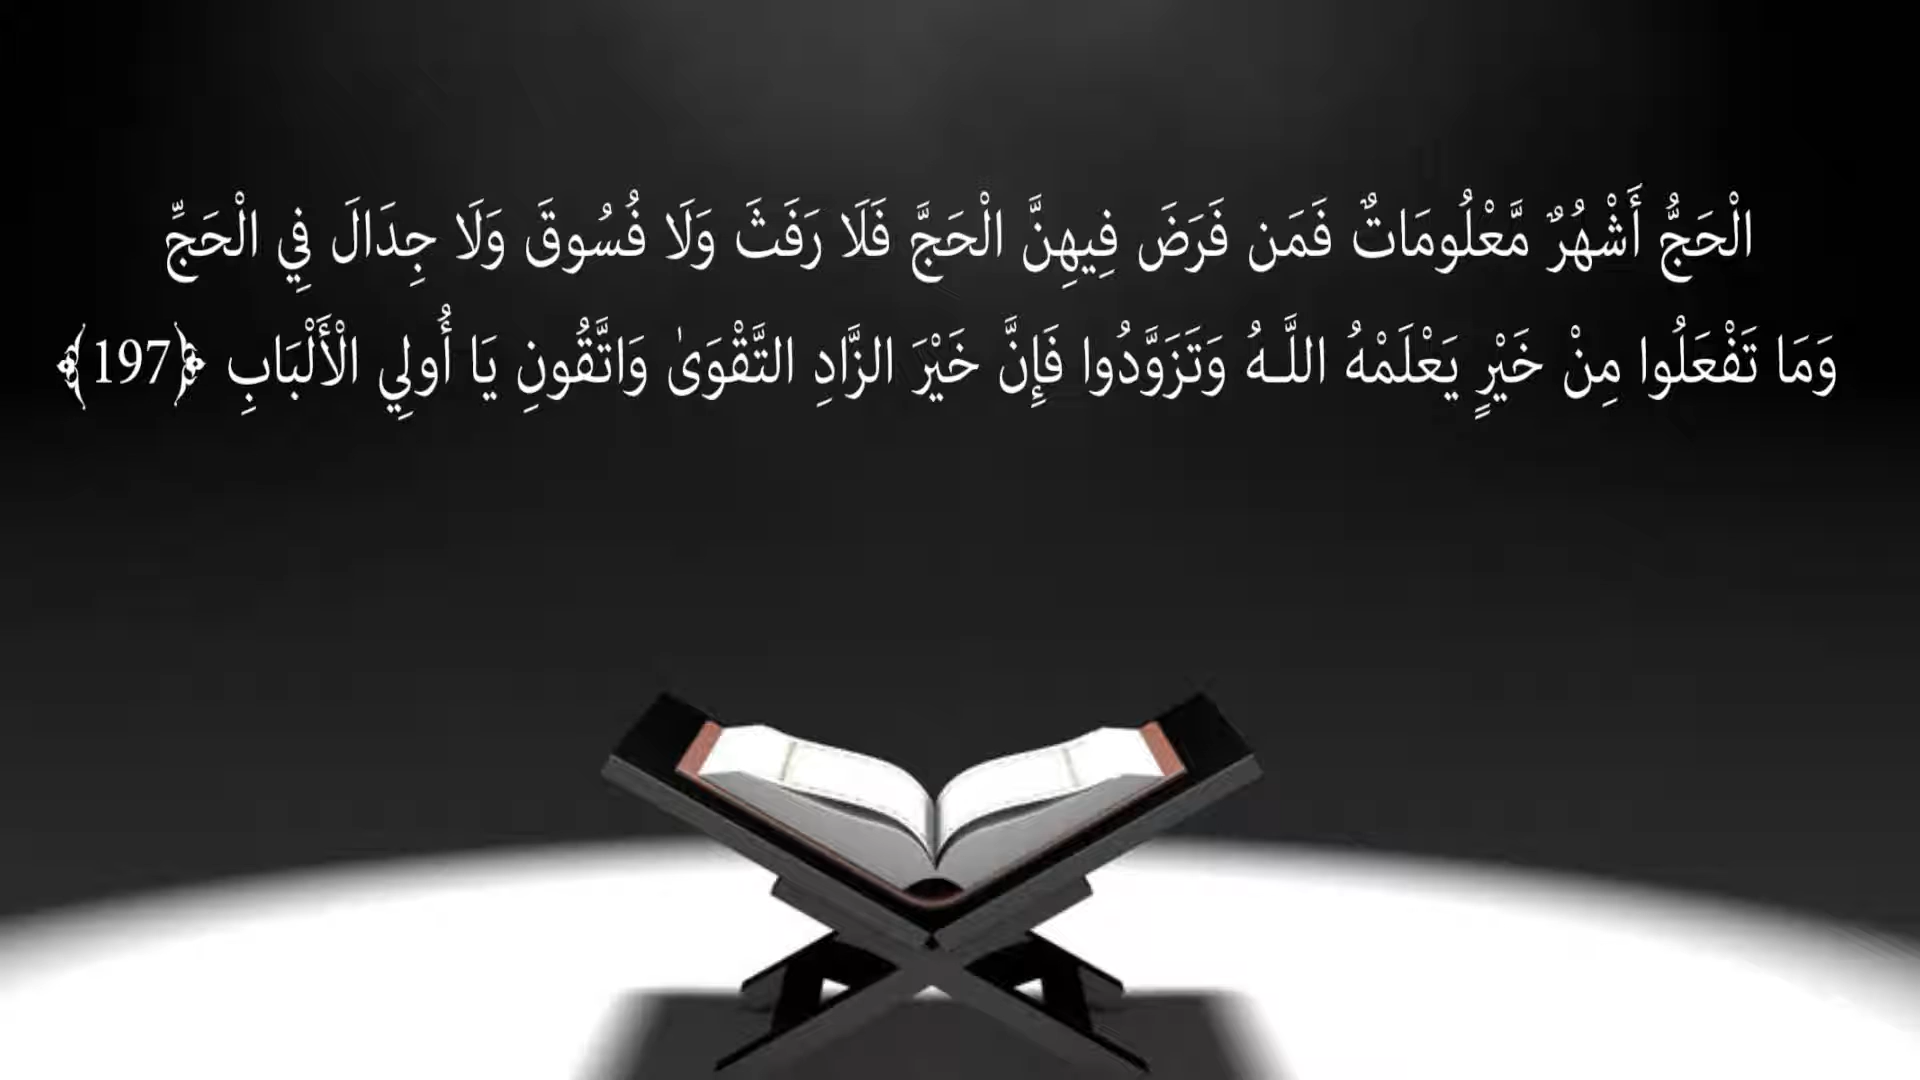 الْحَجُّ أَشْهُرٌ مَّعْلُومَاتٌ فَمَن فَرَضَ فِيهِنَّ الْحَجَّ فَلَا رَفَثَ وَلَا فُسُوقَ وَلَا جِدَالَ فِي الْحَجِّ
وَمَا تَفْعَلُوا مِنْ خَيْرٍ يَعْلَمْهُ اللَّـهُ وَتَزَوَّدُوا فَإِنَّ خَيْرَ الزَّادِ التَّقْوَىٰ وَاتَّقُونِ يَا أُولِي الْأَلْبَابِ ﴿197﴾